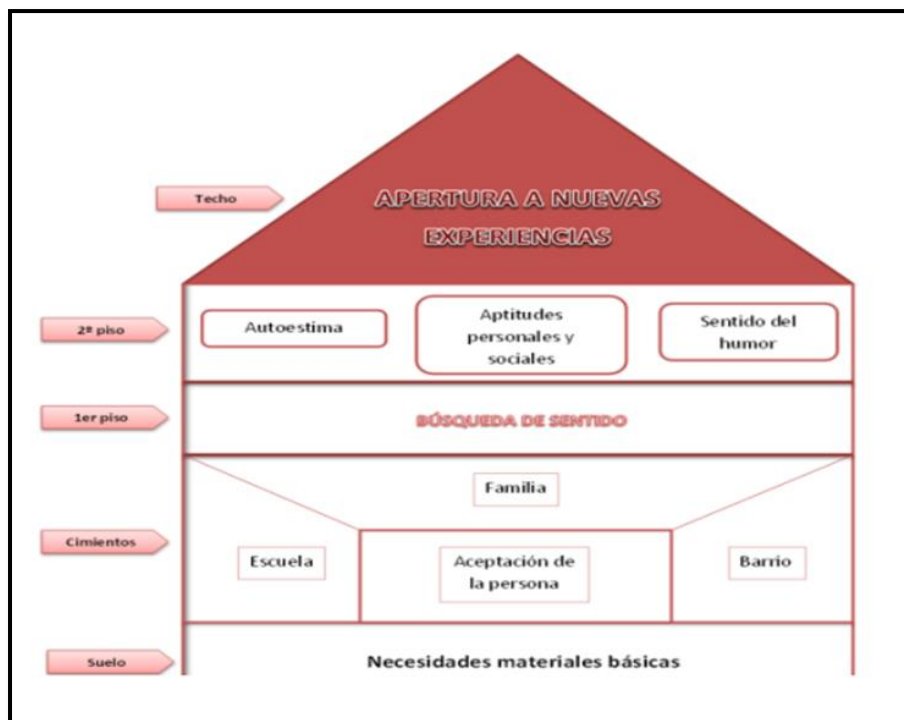 Techo
APERTURA A NUEVAS
EXPERIENCIAS
2º piso
Autoestima
Aptitudes
personales y
sociales
Sentido del
humor
1er piso
BÚSQUEDA DE SENTIDO
Familia
Cimientos
Escuela
Aceptación de
la persona
Barrio
Suelo
Necesidades materiales básicas